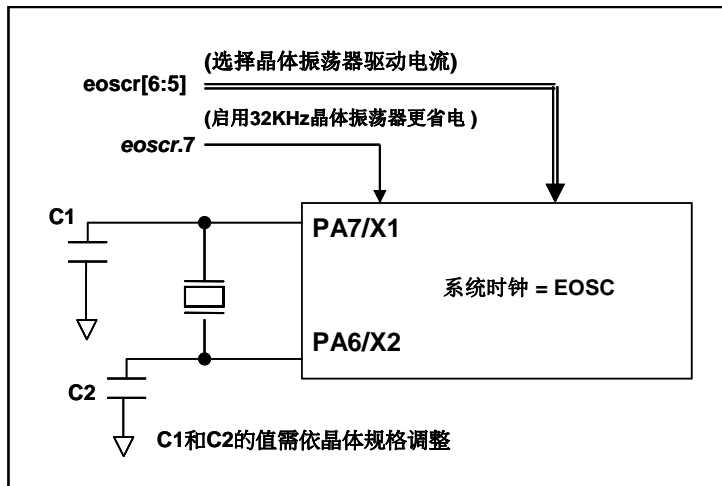 (选择晶体振荡器驱动电流)
eoscr[6:5]
(启用32KHz晶体振荡器更省电 )
eoscr.7
C1
PA7/X1
系统时钟 = EOSC
PA6/X2
C2
C1和C2的值需依晶体规格调整